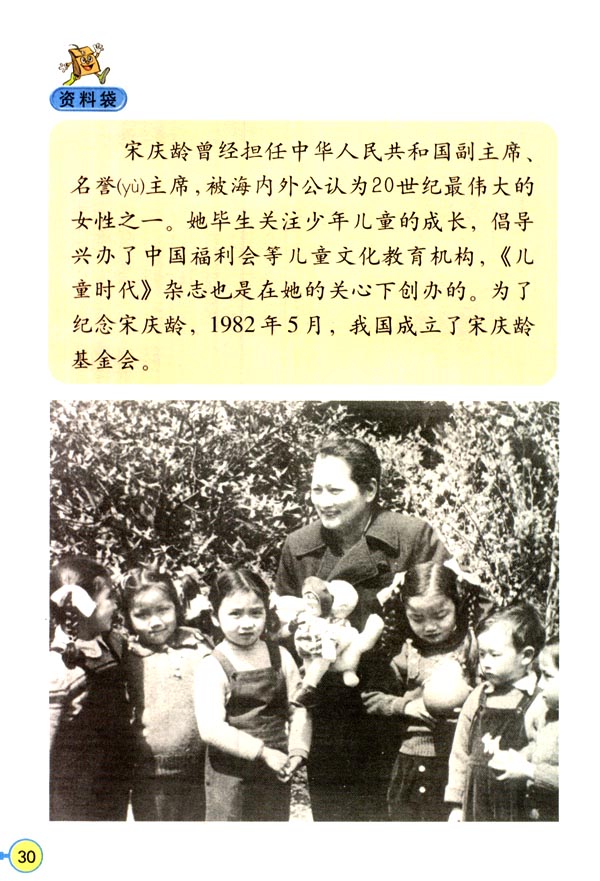 资料袋
宋庆龄曾经担任中华人民共和国副主席、
名誉(yù)主席，被海内外公认为20世纪最伟大的
女性之一。她毕生关注少年儿童的成长，倡导
兴办了中国福利会等儿童文化教育机构，《儿
童时代》杂志也是在她的关心下创办的。为了
纪念宋庆龄，1982年5月，我国成立了宋庆龄
基金会。
30